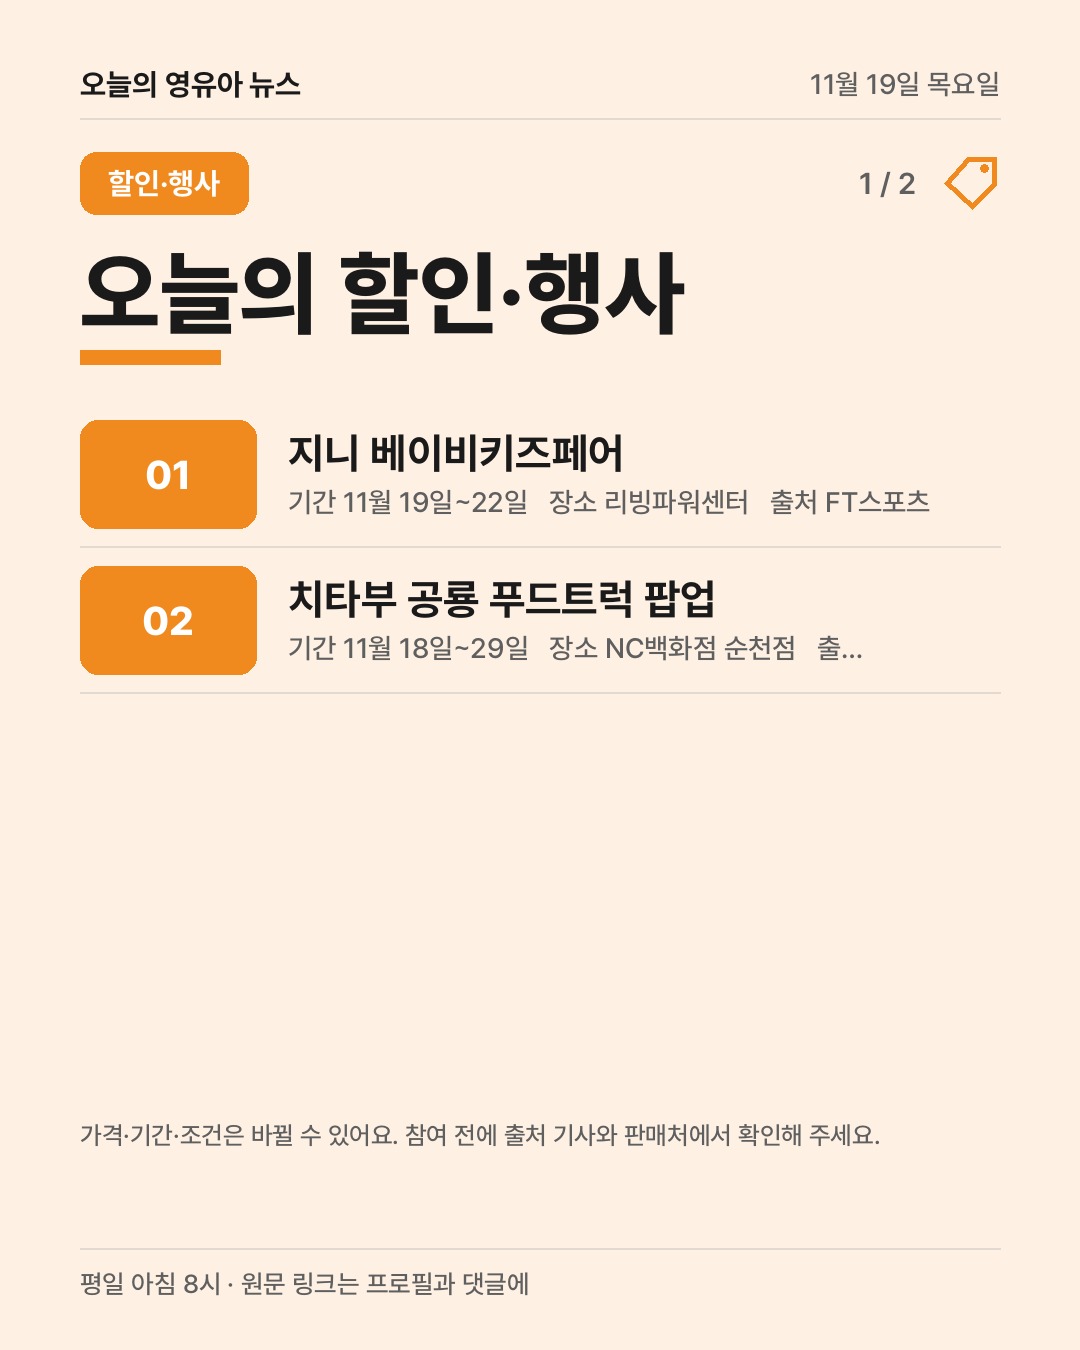 오늘의 영유아 뉴스
11월 19일 목요일
할인·행사
1 / 2
오늘의 할인·행사
01
지니 베이비키즈페어
기간 11월 19일~22일 장소 리빙파워센터 출처 FT스포츠
02
치타부 공룡 푸드트럭 팝업
기간 11월 18일~29일 장소 NC백화점 순천점 출...
가격·기간·조건은 바뀔 수 있어요. 참여 전에 출처 기사와 판매처에서 확인해 주세요.
평일 아침 8시 · 원문 링크는 프로필과 댓글에